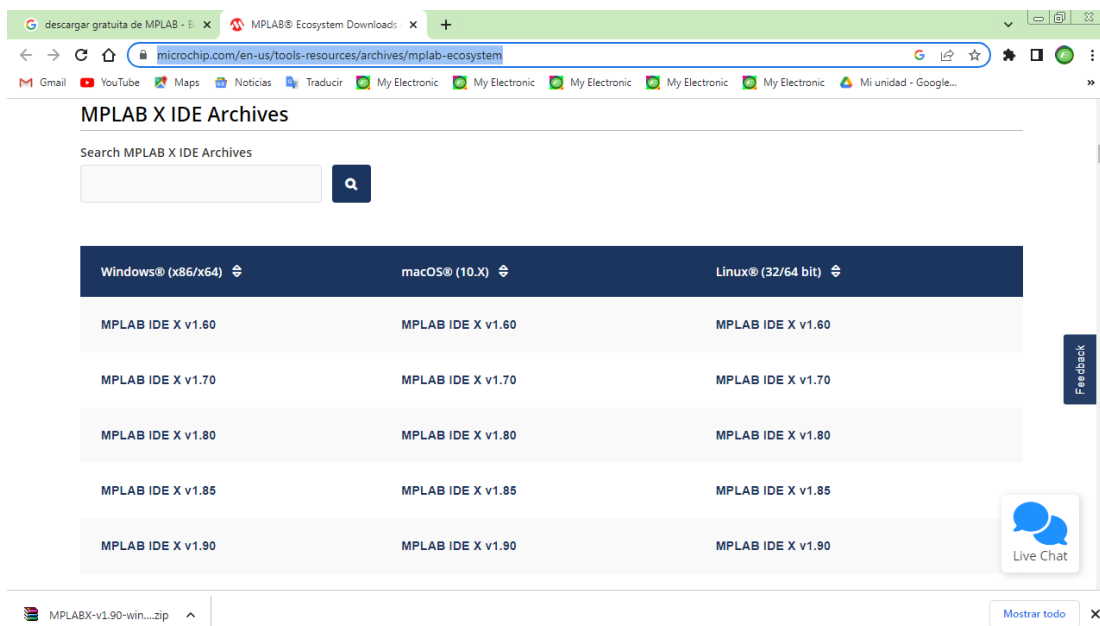 descargar gratuita de MPLAB - B
MPLAB® Ecosystem Downloads
microchip.com/en-us/tools-resources/archives/mplab-ecosystem
Gmail YouTube Maps Noticias Traducir My Electronic My Electronic My Electronic My Electronic My Electronic Mi unidad - Google... »
MPLAB X IDE Archives
Search MPLAB X IDE Archives
Windows® (x86/x64) macOS® (10.X) Linux® (32/64 bit)
MPLAB IDE X v1.60 MPLAB IDE X v1.60 MPLAB IDE X v1.60
MPLAB IDE X v1.70 MPLAB IDE X v1.70 MPLAB IDE X v1.70
Feedback
MPLAB IDE X v1.80 MPLAB IDE X v1.80 MPLAB IDE X v1.80
MPLAB IDE X v1.85 MPLAB IDE X v1.85 MPLAB IDE X v1.85
MPLAB IDE X v1.90 MPLAB IDE X v1.90 MPLAB IDE X v1.90
Live Chat
MPLABX-v1.90-win....zip
Mostrar todo